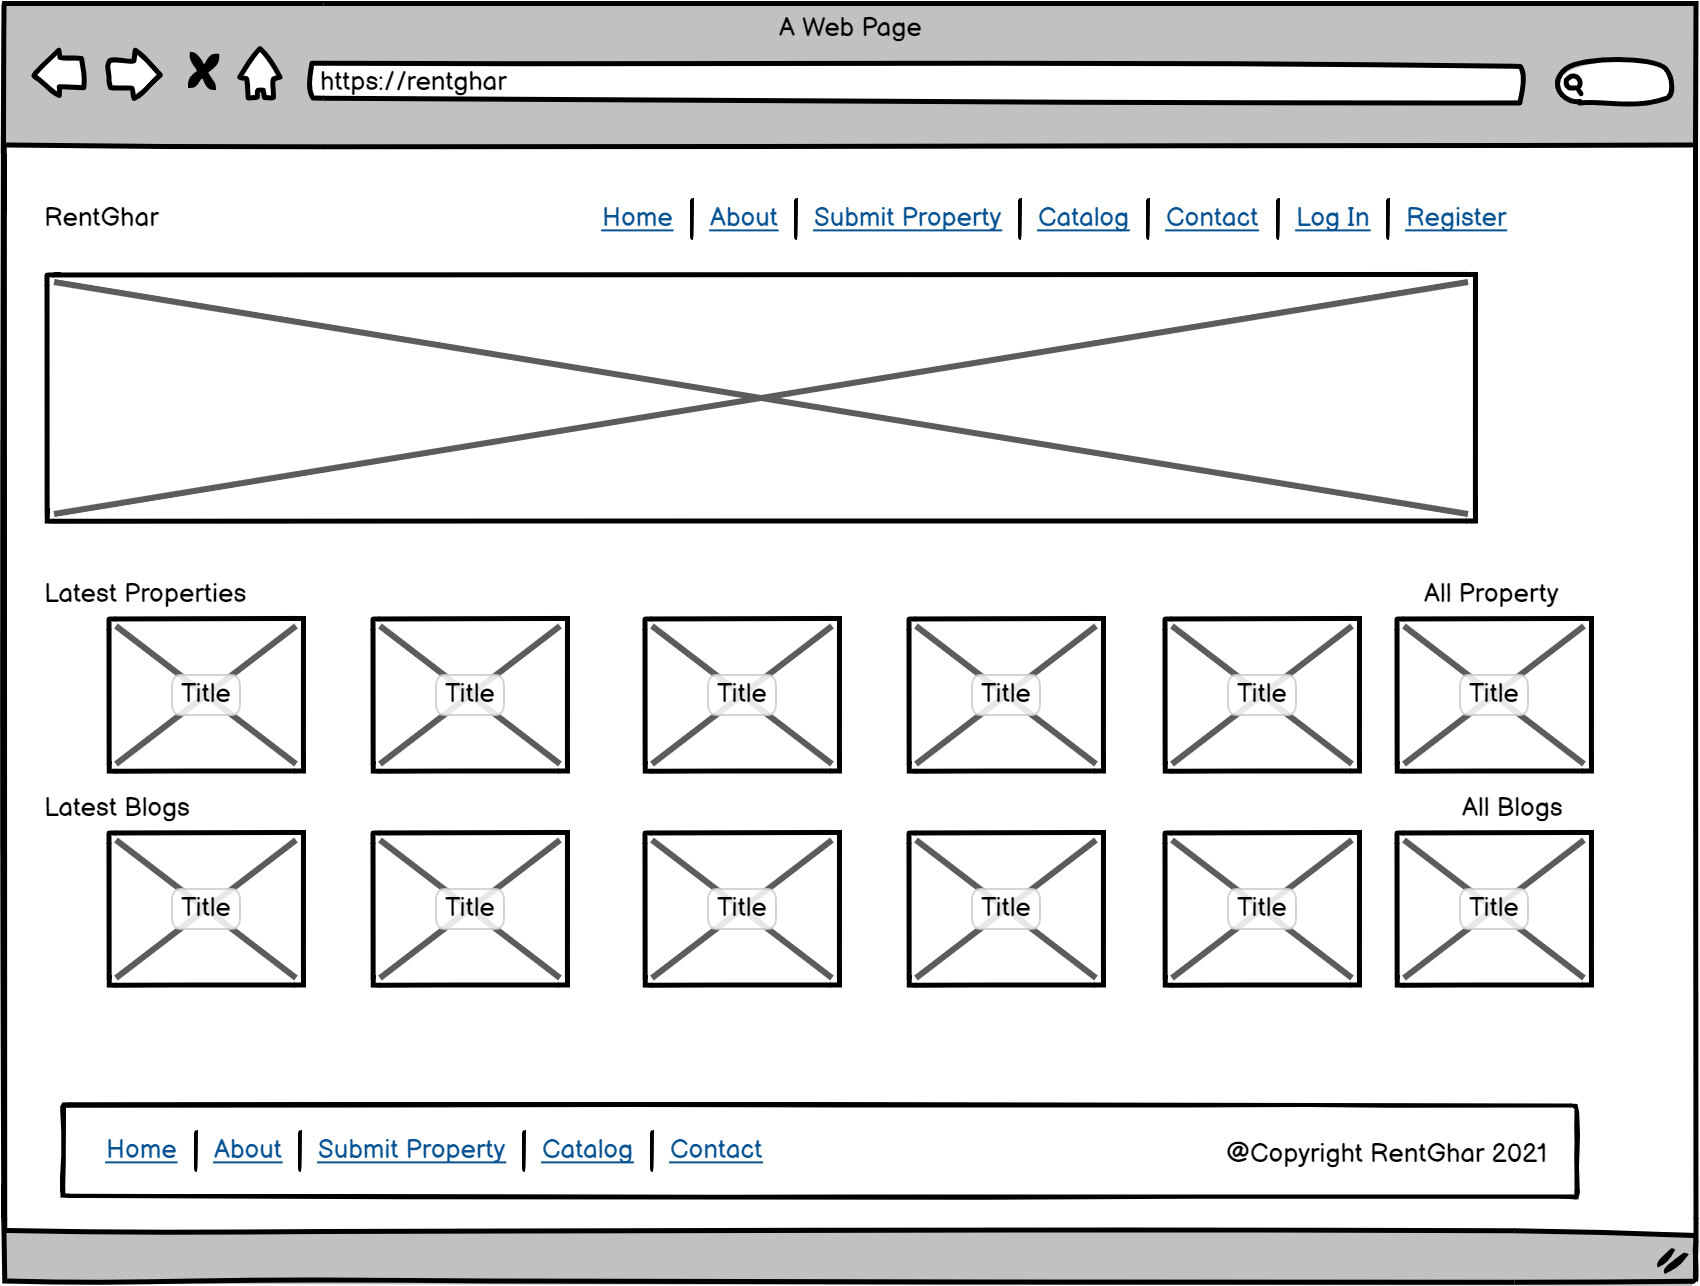 A Web Page
https://rentghar
RentGhar
Home About Submit Property Catalog Contact Log In Register
Latest Properties All Property
Title Title Title Title Title Title
Latest Blogs All Blogs
Title Title Title Title Title Title
Home About Submit Property Catalog Contact
@Copyright RentGhar 2021